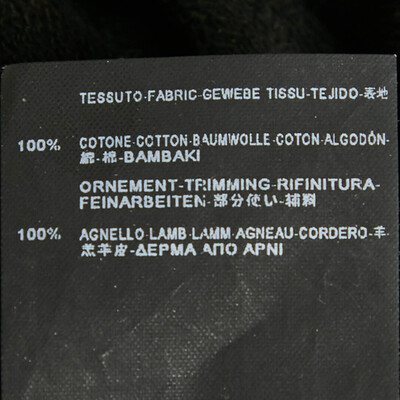 TESSUTO-FABRIC-GEWEBE TISSU-TEJIDO-表地
100% COTONE-COTTON-BAUMWOLLE-COTON-ALGODÓN-
綿-棉-BAMBAKI
ORNEMENT-TRIMMING-RIFINITURA-
FEINARBEITEN-部分使い-辅料
100% AGNELLO-LAMB-LAMM-AGNEAU-CORDERO-羊
羔羊皮-ΔΕΡΜΑ ΑΠΟ ΑΡΝΙ